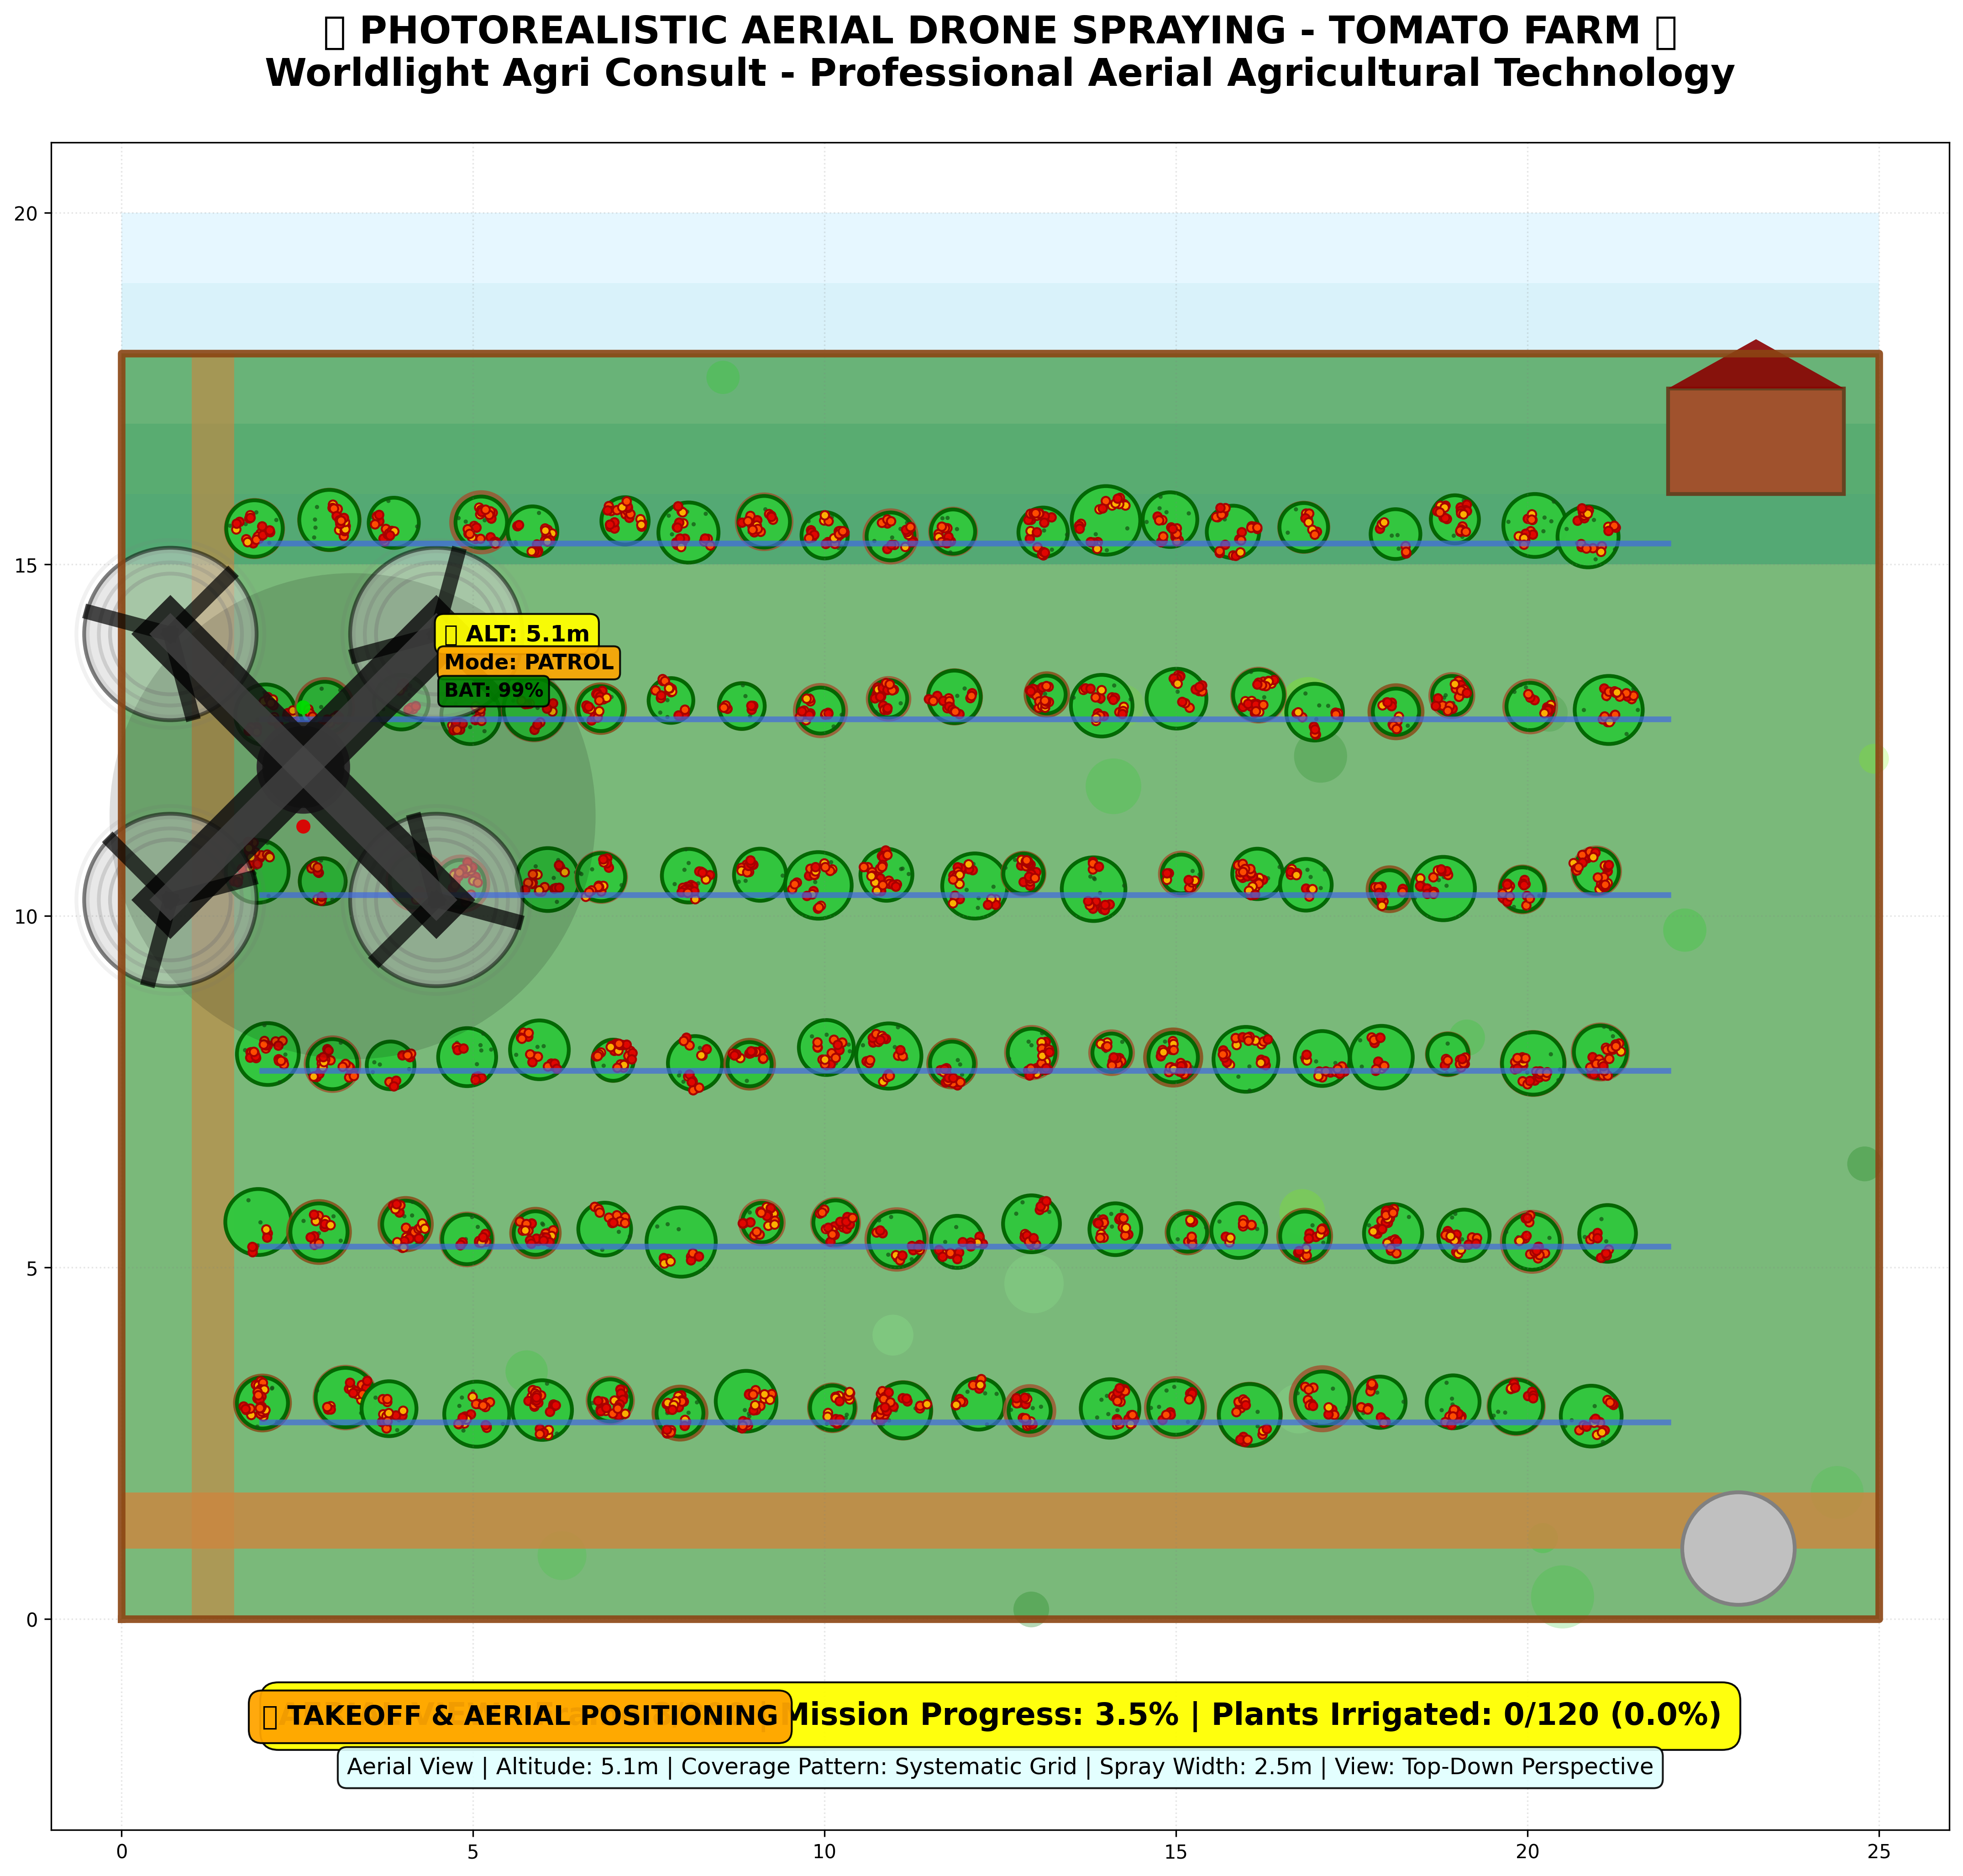 PHOTOREALISTIC AERIAL DRONE SPRAYING - TOMATO FARM
Worldlight Agri Consult - Professional Aerial Agricultural Technology
20
15
10
5
0
ALT: 5.1m
Mode: PATROL
BAT: 99%
TAKEOFF & AERIAL POSITIONING
Mission Progress: 3.5% | Plants Irrigated: 0/120 (0.0%)
Aerial View | Altitude: 5.1m | Coverage Pattern: Systematic Grid | Spray Width: 2.5m | View: Top-Down Perspective
0
5
10
15
20
25